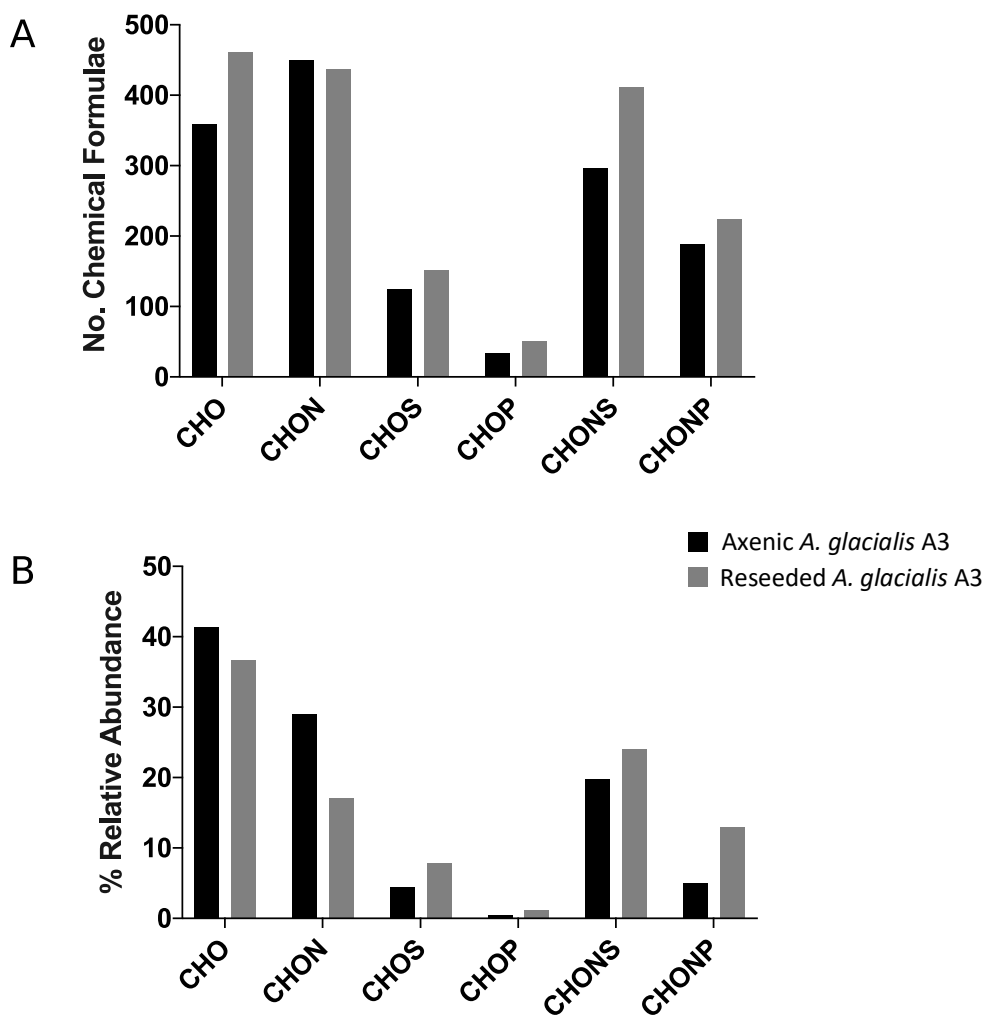 A
No. Chemical Formulae
500
400
300
200
100
0
CHO
CHON
CHOS
CHOP
CHONS
CHONP
Axenic A. glacialis A3
Reseeded A. glacialis A3
B
% Relative Abundance
50
40
30
20
10
0
CHO
CHON
CHOS
CHOP
CHONS
CHONP